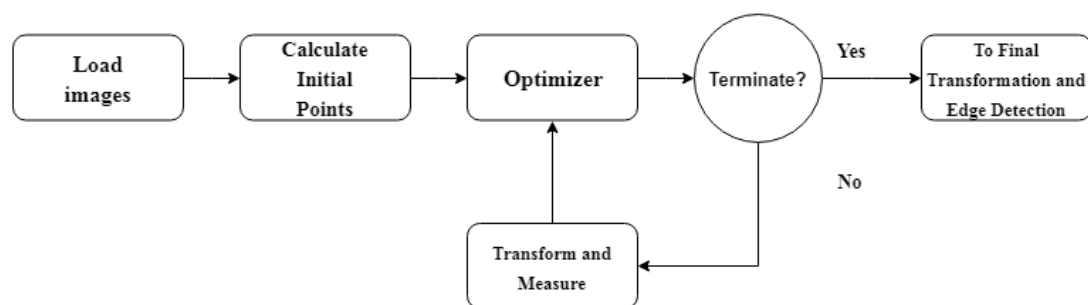 Load
images
Calculate
Initial
Points
Optimizer
Terminate?
Yes
To Final
Transformation and
Edge Detection
No
Transform and
Measure